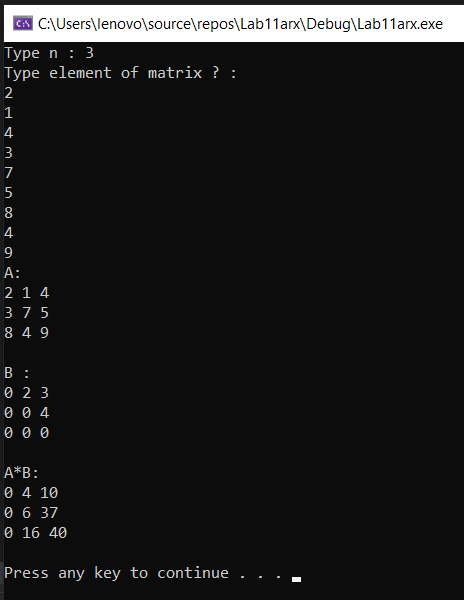 C:\Users\lenovo\source\repos\Lab11arx\Debug\Lab11arx.exe
Type n : 3
Type element of matrix ? :
2
1
4
3
7
5
8
4
9
A:
2 1 4
3 7 5
8 4 9
B :
0 2 3
0 0 4
0 0 0
A*B:
0 4 10
0 6 37
0 16 40
Press any key to continue . . .